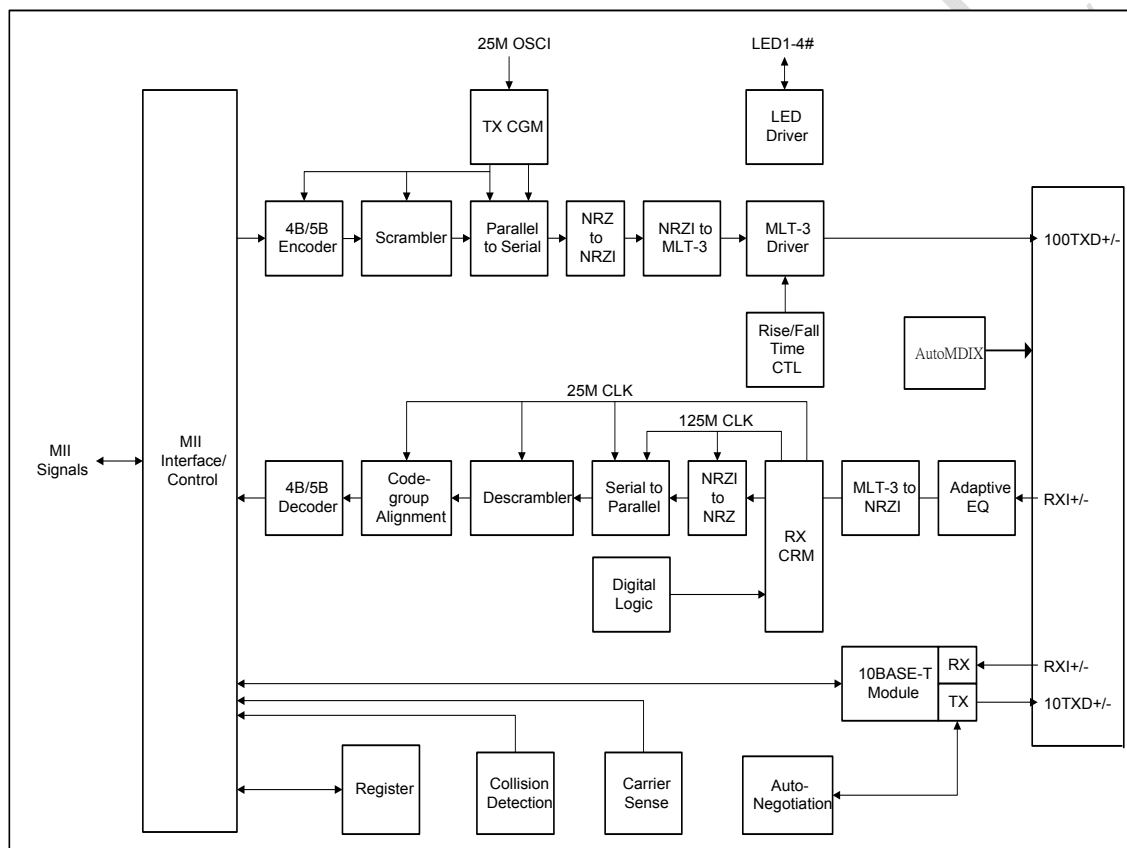 25M OSCI
LED1-4#
TX CGM
LED
Driver
4B/5B
Encoder
Scrambler
Parallel
to Serial
NRZ
to
NRZI
NRZI to
MLT-3
MLT-3
Driver
100TXD+/-
Rise/Fall
Time
CTL
AutoMDIX
25M CLK
125M CLK
MII
Signals
MII
Interface/
Control
4B/5B
Decoder
Code-
group
Alignment
Descrambler
Serial to
Parallel
NRZI
to
NRZ
RX
CRM
MLT-3 to
NRZI
Adaptive
EQ
RXI+/-
Digital
Logic
10BASE-T
Module
RX
TX
RXI+/-
10TXD+/-
Register
Collision
Detection
Carrier
Sense
Auto-
Negotiation